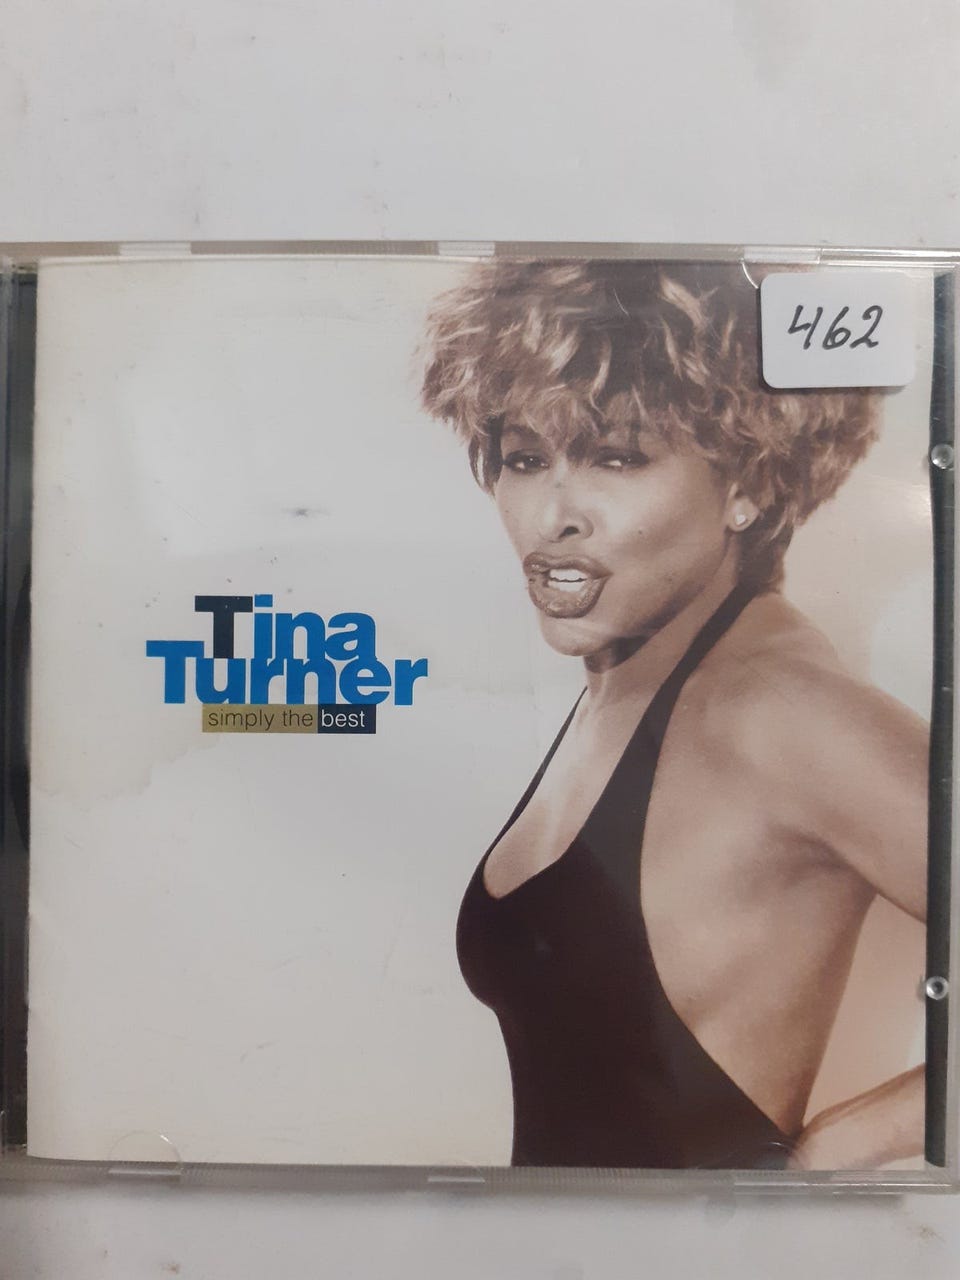 462
Tina
Turner
simply the best